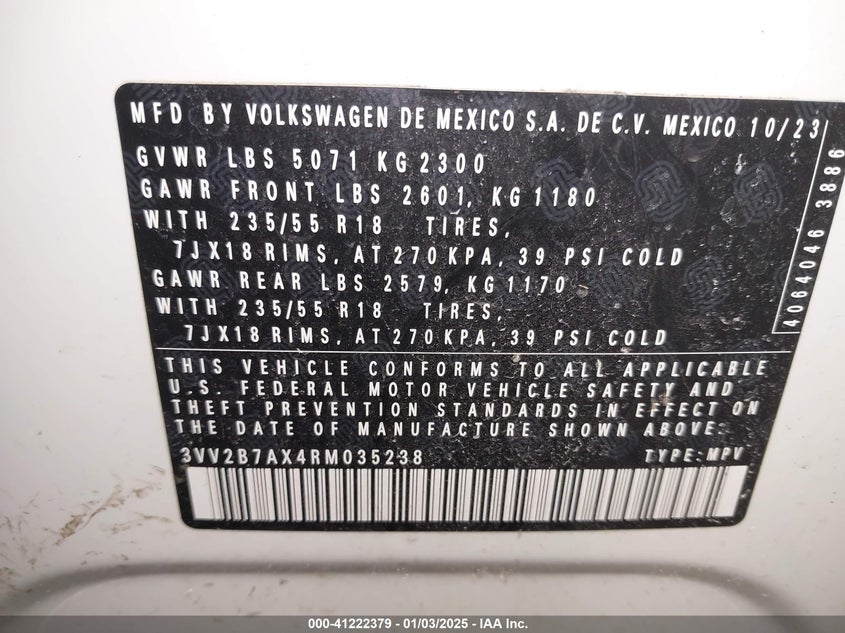 MFD BY VOLKSWAGEN DE MEXICO S.A. DE C.V. MEXICO 10/23
GVWR LBS 5071 KG 2300
GAWR FRONT LBS 2601, KG 1180
WITH 235/55 R18 TIRES,
7JX18 RIMS, AT 270 KPA, 39 PSI COLD
GAWR REAR LBS 2579, KG 1170
WITH 235/55 R18 TIRES,
7JX18 RIMS, AT 270 KPA, 39 PSI COLD
4064046 3886
THIS VEHICLE CONFORMS TO ALL APPLICABLE
U.S. FEDERAL MOTOR VEHICLE SAFETY AND
THEFT PREVENTION STANDARDS IN EFFECT ON
THE DATE OF MANUFACTURE SHOWN ABOVE.
3VV2B7AX4RM035238 TYPE: MPV
000-41222379 - 01/03/2025 - IAA Inc.